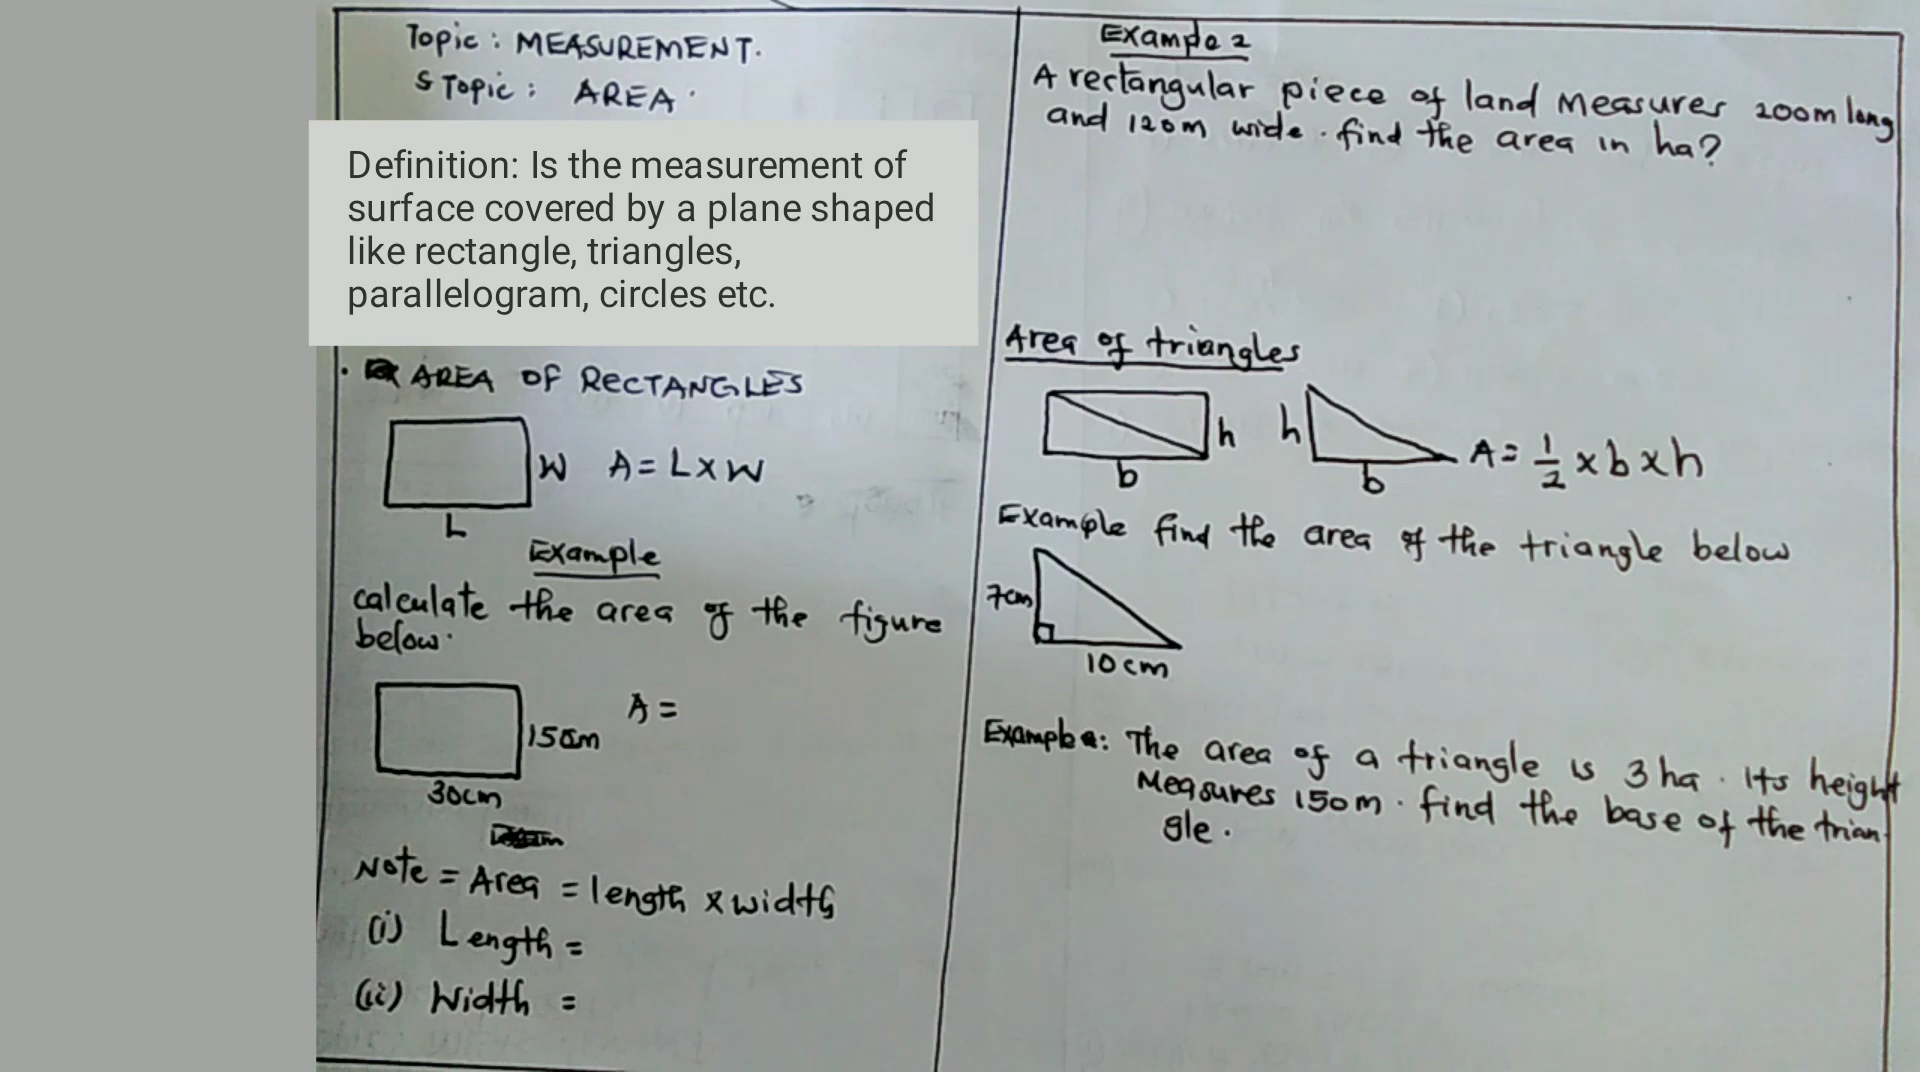 Topic: MEASUREMENT.
S Topic: AREA.
Definition: Is the measurement of
surface covered by a plane shaped
like rectangle, triangles,
parallelogram, circles etc.
. AREA OF RECTANGLES
W A = L x W
L
Example
calculate the area of the figure
below.
A =
15cm
30cm
Note = Area = length x width
(i) Length =
(ii) Width =
Example 2
A rectangular piece of land Measures 200m long
and 120m wide. find the area in ha?
Area of triangles
h h A = 1/2 x b x h
b b
Example find the area of the triangle below
7cm
10cm
Example: The area of a triangle is 3 ha. Its height
Measures 150m. find the base of the trian
gle.